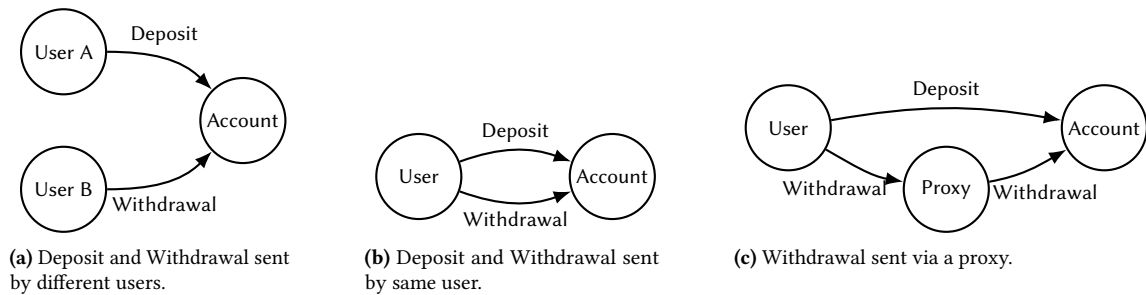 User A
Deposit
Account
User B
Withdrawal
(a) Deposit and Withdrawal sent
by different users.
User
Deposit
Withdrawal
Account
(b) Deposit and Withdrawal sent
by same user.
User
Deposit
Account
Withdrawal
Proxy
Withdrawal
(c) Withdrawal sent via a proxy.